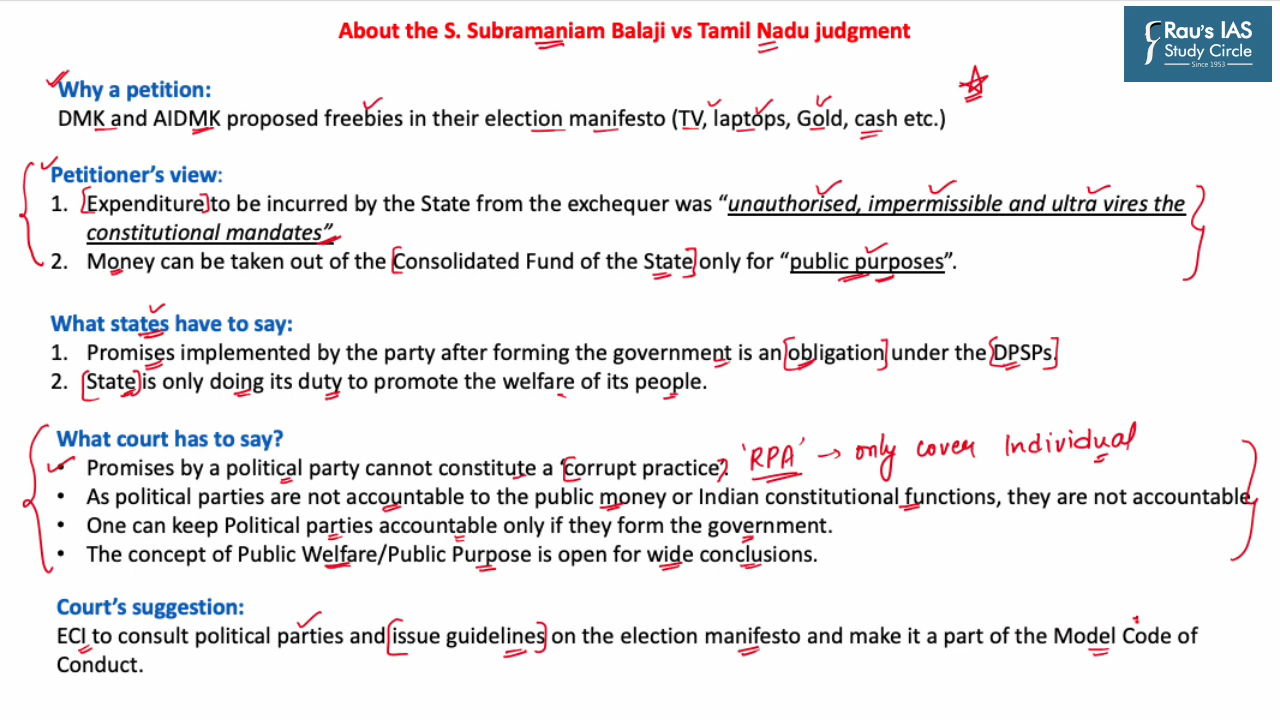 About the S. Subramaniam Balaji vs Tamil Nadu judgment
Rau's IAS
Study Circle
Since 1953
Why a petition:
DMK and AIDMK proposed freebies in their election manifesto (TV, laptops, Gold, cash etc.)
Petitioner's view:
1. Expenditure to be incurred by the State from the exchequer was "unauthorised, impermissible and ultra vires the
constitutional mandates"
2. Money can be taken out of the Consolidated Fund of the State only for "public purposes".
What states have to say:
1. Promises implemented by the party after forming the government is an obligation under the DPSPs.
2. State is only doing its duty to promote the welfare of its people.
What court has to say?
• Promises by a political party cannot constitute a 'corrupt practice'. 'RPA' → only cover Individual
• As political parties are not accountable to the public money or Indian constitutional functions, they are not accountable.
• One can keep Political parties accountable only if they form the government.
• The concept of Public Welfare/Public Purpose is open for wide conclusions.
Court's suggestion:
ECI to consult political parties and issue guidelines on the election manifesto and make it a part of the Model Code of
Conduct.